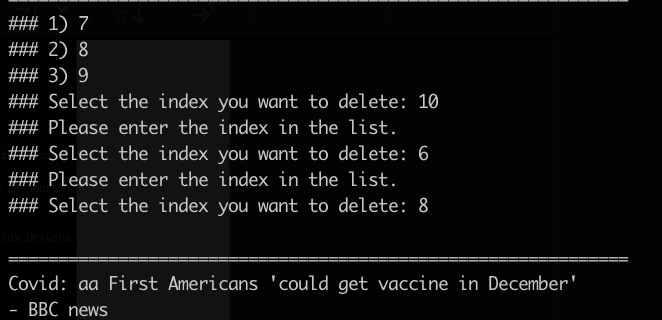 ============================================================
### 1) 7
### 2) 8
### 3) 9
### Select the index you want to delete: 10
### Please enter the index in the list.
### Select the index you want to delete: 6
### Please enter the index in the list.
### Select the index you want to delete: 8
============================================================
Covid: aa First Americans 'could get vaccine in December'
- BBC news